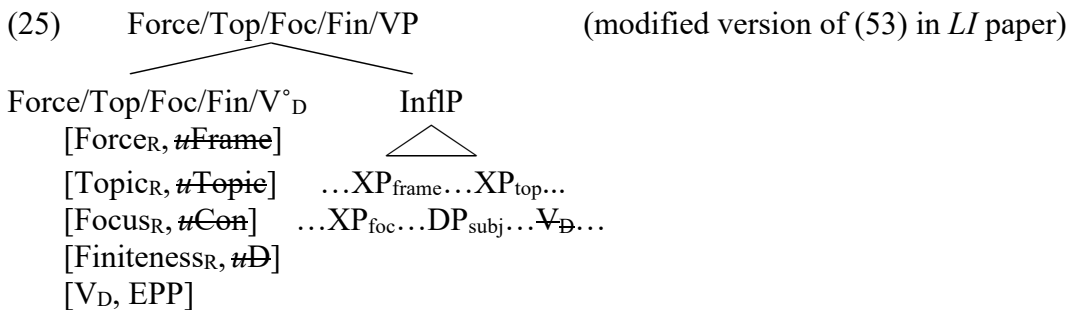 (25) Force/Top/Foc/Fin/VP (modified version of (53) in LI paper)
Force/Top/Foc/Fin/V°D InflP
[ForceR, uFrame]
[TopicR, uTopic] …XPframe…XPtop...
[FocusR, uCon] …XPfoc…DPsubj…VD…
[FinitenessR, uD]
[VD, EPP]